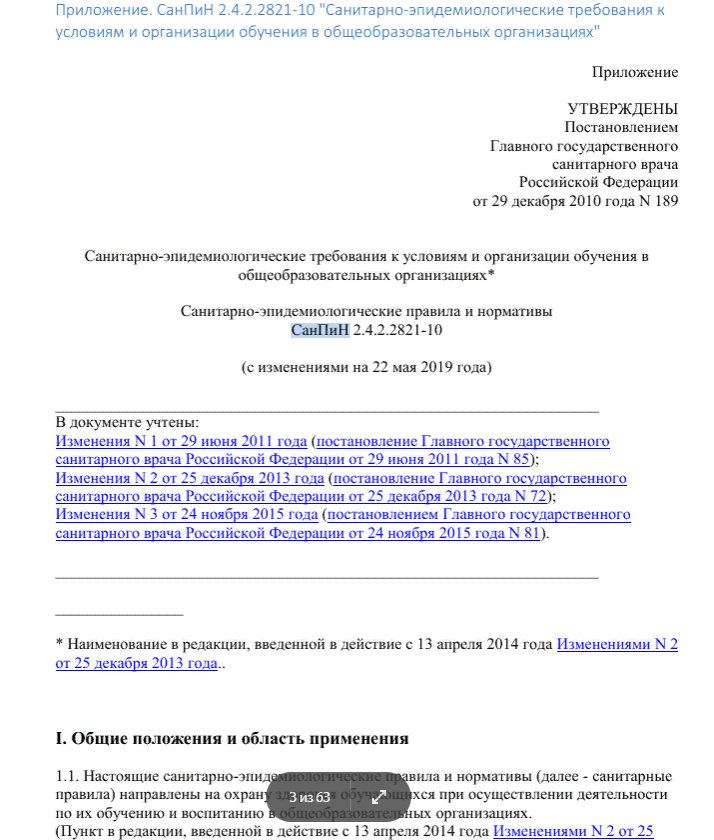 Приложение. СанПиН 2.4.2.2821-10 "Санитарно-эпидемиологические требования к
условиям и организации обучения в общеобразовательных организациях"
Приложение
УТВЕРЖДЕНЫ
Постановлением
Главного государственного
санитарного врача
Российской Федерации
от 29 декабря 2010 года N 189
Санитарно-эпидемиологические требования к условиям и организации обучения в
общеобразовательных организациях*
Санитарно-эпидемиологические правила и нормативы
СанПиН 2.4.2.2821-10
(с изменениями на 22 мая 2019 года)
В документе учтены:
Изменения N 1 от 29 июня 2011 года (постановление Главного государственного
санитарного врача Российской Федерации от 29 июня 2011 года N 85);
Изменения N 2 от 25 декабря 2013 года (постановление Главного государственного
санитарного врача Российской Федерации от 25 декабря 2013 года N 72);
Изменения N 3 от 24 ноября 2015 года (постановлением Главного государственного
санитарного врача Российской Федерации от 24 ноября 2015 года N 81).
* Наименование в редакции, введенной в действие с 13 апреля 2014 года Изменениями N 2
от 25 декабря 2013 года..
I. Общие положения и область применения
1.1. Настоящие санитарно-эпидемиологические правила и нормативы (далее - санитарные
правила) направлены на охрану здоровья обучающихся при осуществлении деятельности
3 из 63
по их обучению и воспитанию в общеобразовательных организациях.
(Пункт в редакции, введенной в действие с 13 апреля 2014 года Изменениями N 2 от 25